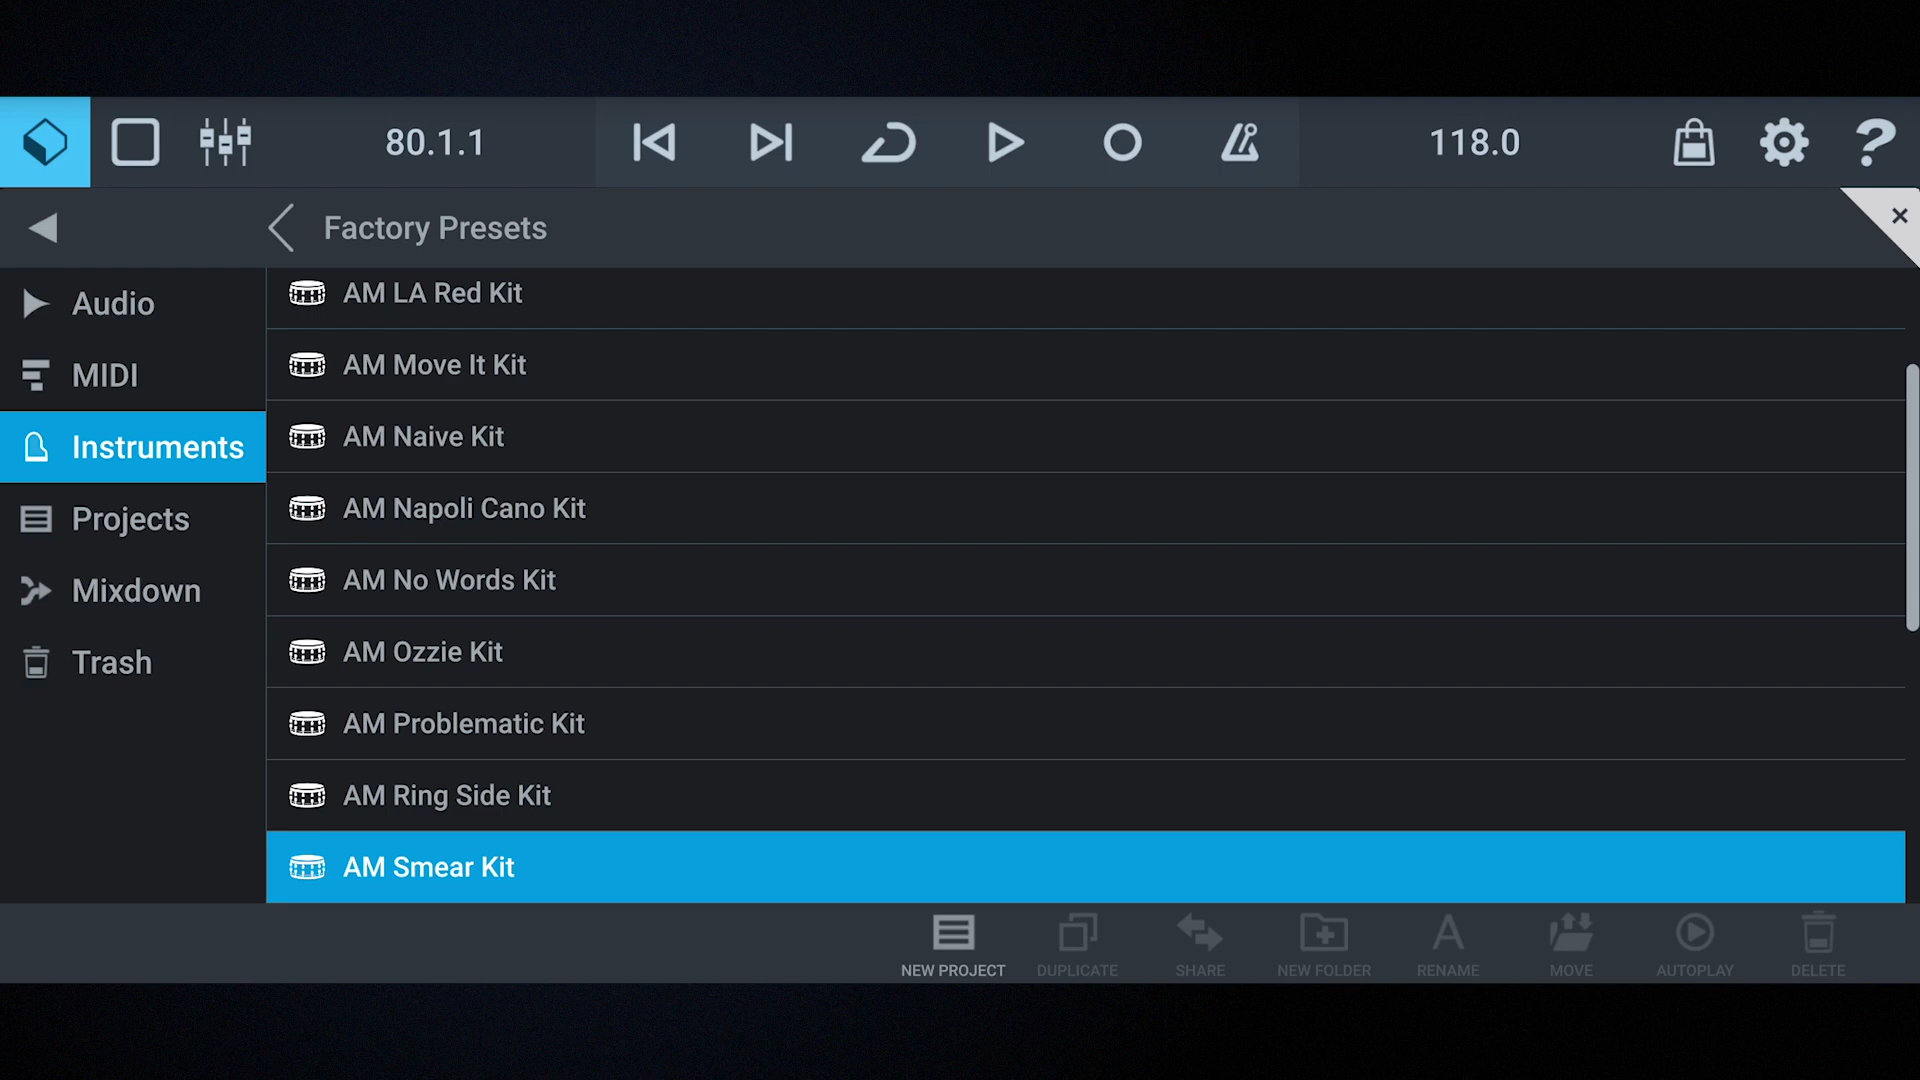 80.1.1
118.0
Factory Presets
Audio
MIDI
Instruments
Projects
Mixdown
Trash
AM LA Red Kit
AM Move It Kit
AM Naive Kit
AM Napoli Cano Kit
AM No Words Kit
AM Ozzie Kit
AM Problematic Kit
AM Ring Side Kit
AM Smear Kit
NEW PROJECT
DUPLICATE
SHARE
NEW FOLDER
RENAME
MOVE
AUTOPLAY
DELETE